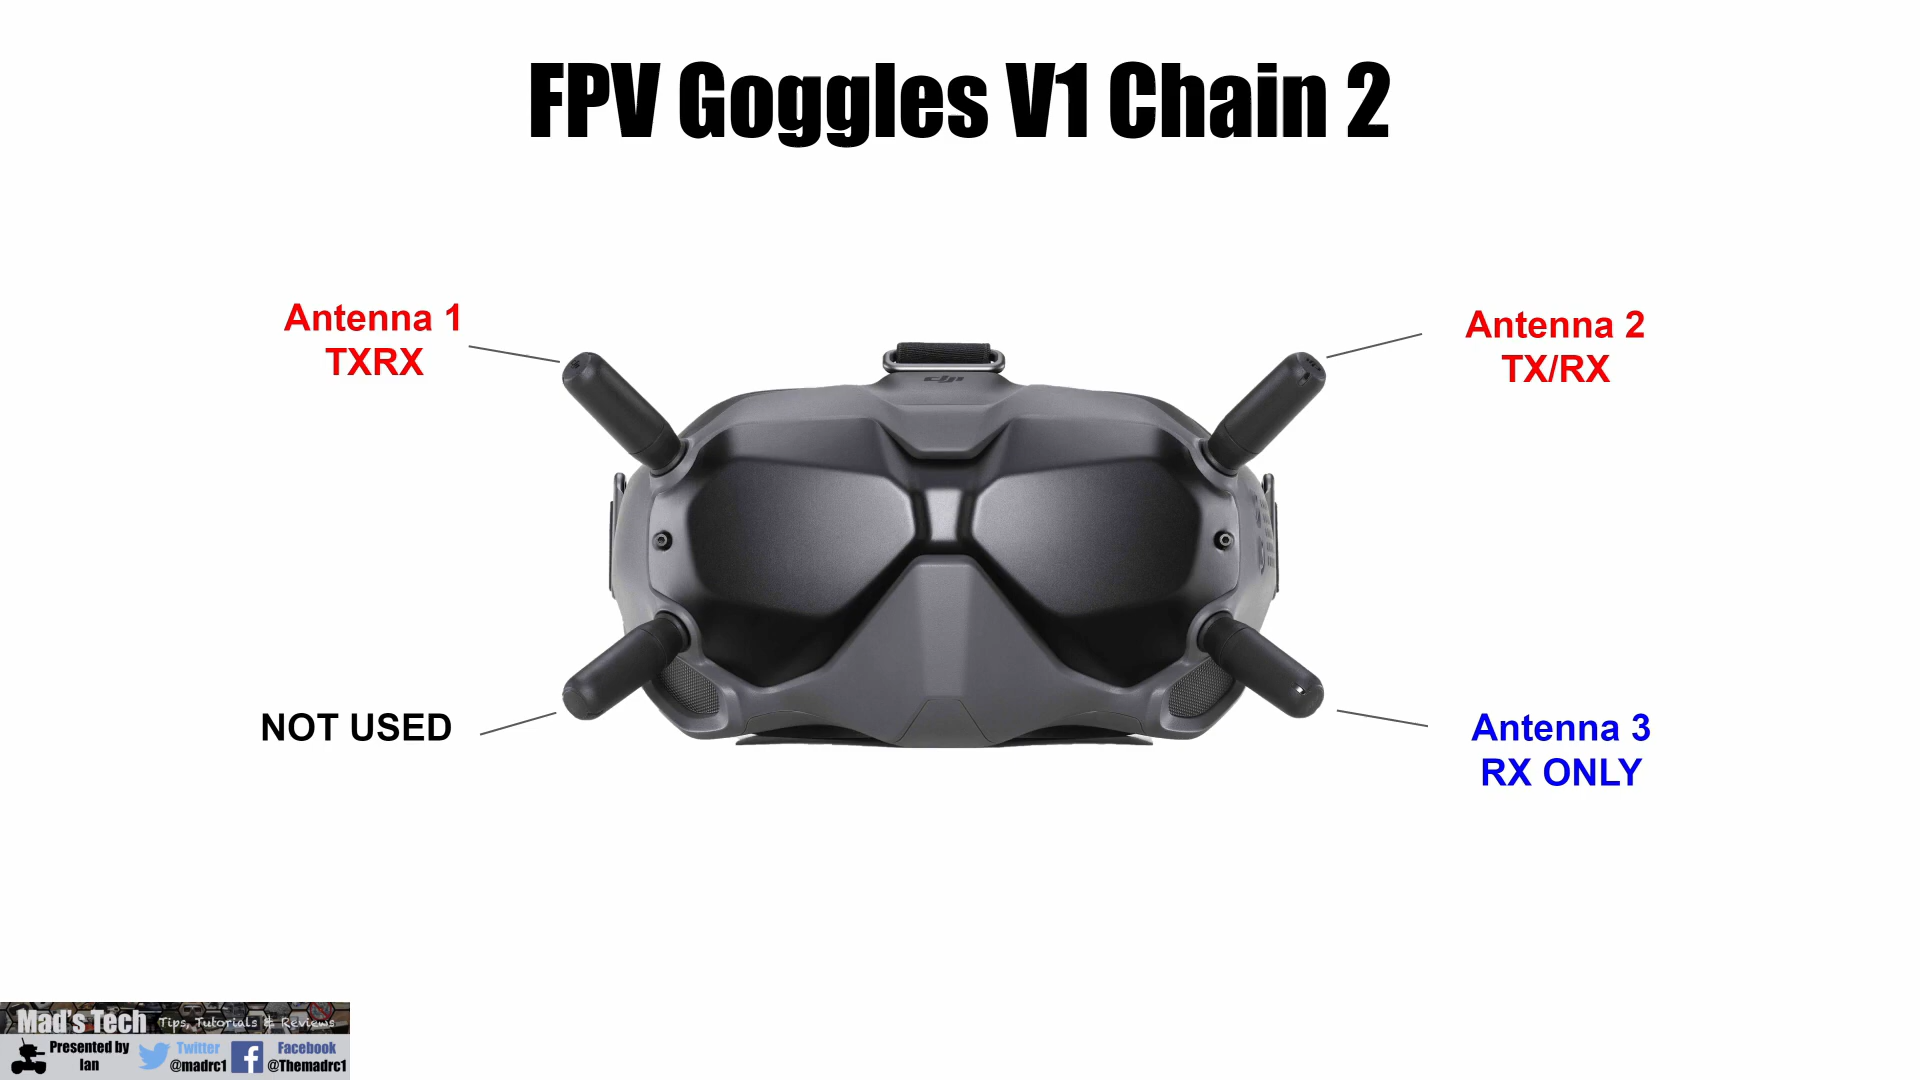 FPV Goggles V1 Chain 2
Antenna 1
TXRX
Antenna 2
TX/RX
dji
NOT USED
Antenna 3
RX ONLY
Mad's Tech Tips, Tutorials & Reviews
Presented by
Ian
Twitter
@madrc1
Facebook
@Themadrc1